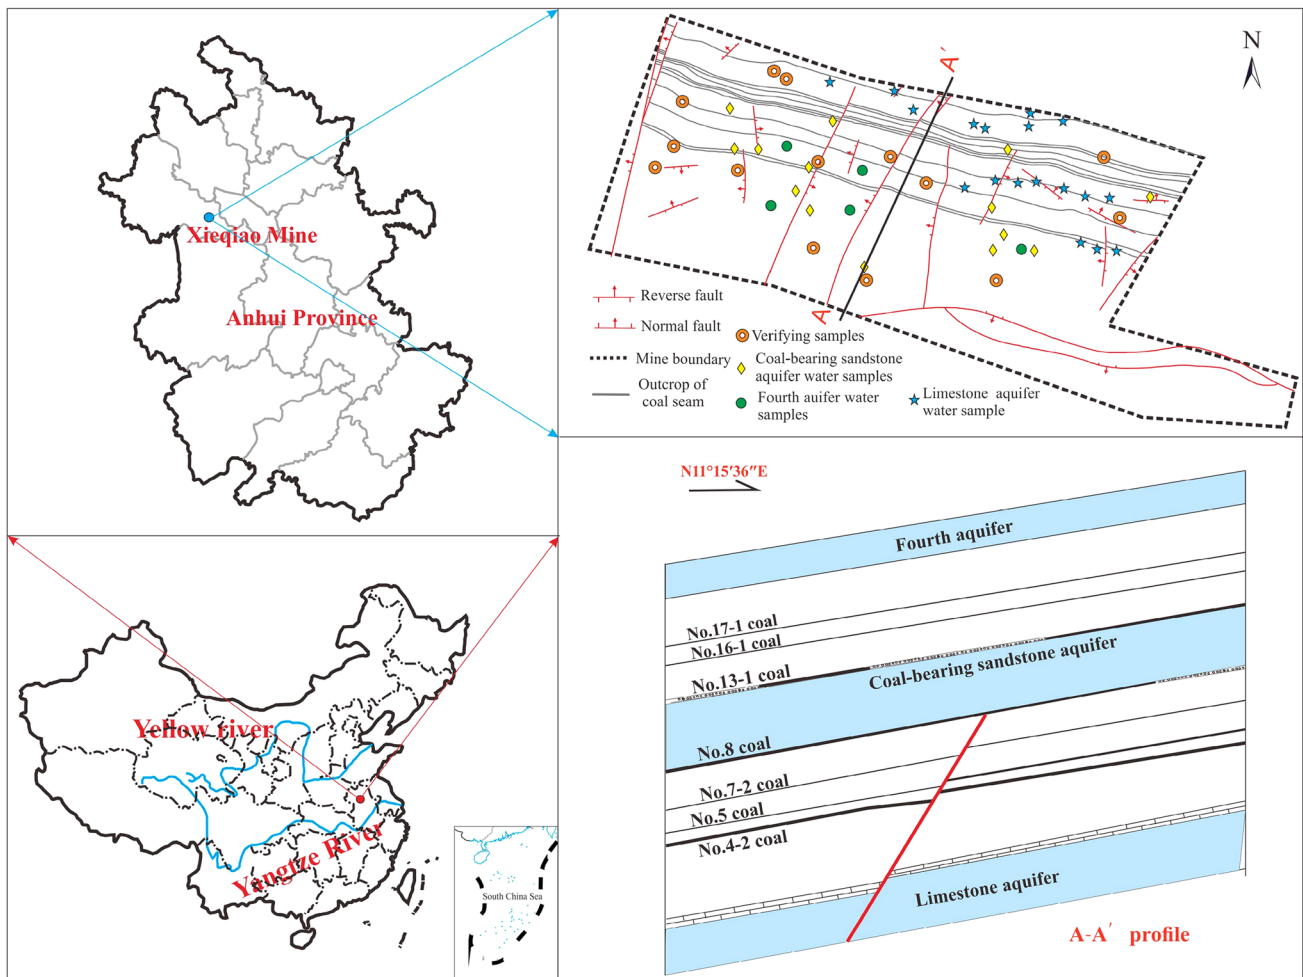 Xieqiao Mine
Anhui Province
Yellow river
Yangtze River
South China Sea
N
A´
A
Reverse fault
Normal fault
Mine boundary
Outcrop of
coal seam
Verifying samples
Coal-bearing sandstone
aquifer water samples
Fourth auifer water
samples
Limestone aquifer
water sample
N11°15′36″E
Fourth aquifer
No.17-1 coal
No.16-1 coal
No.13-1 coal
Coal-bearing sandstone aquifer
No.8 coal
No.7-2 coal
No.5 coal
No.4-2 coal
Limestone aquifer
A-A´ profile